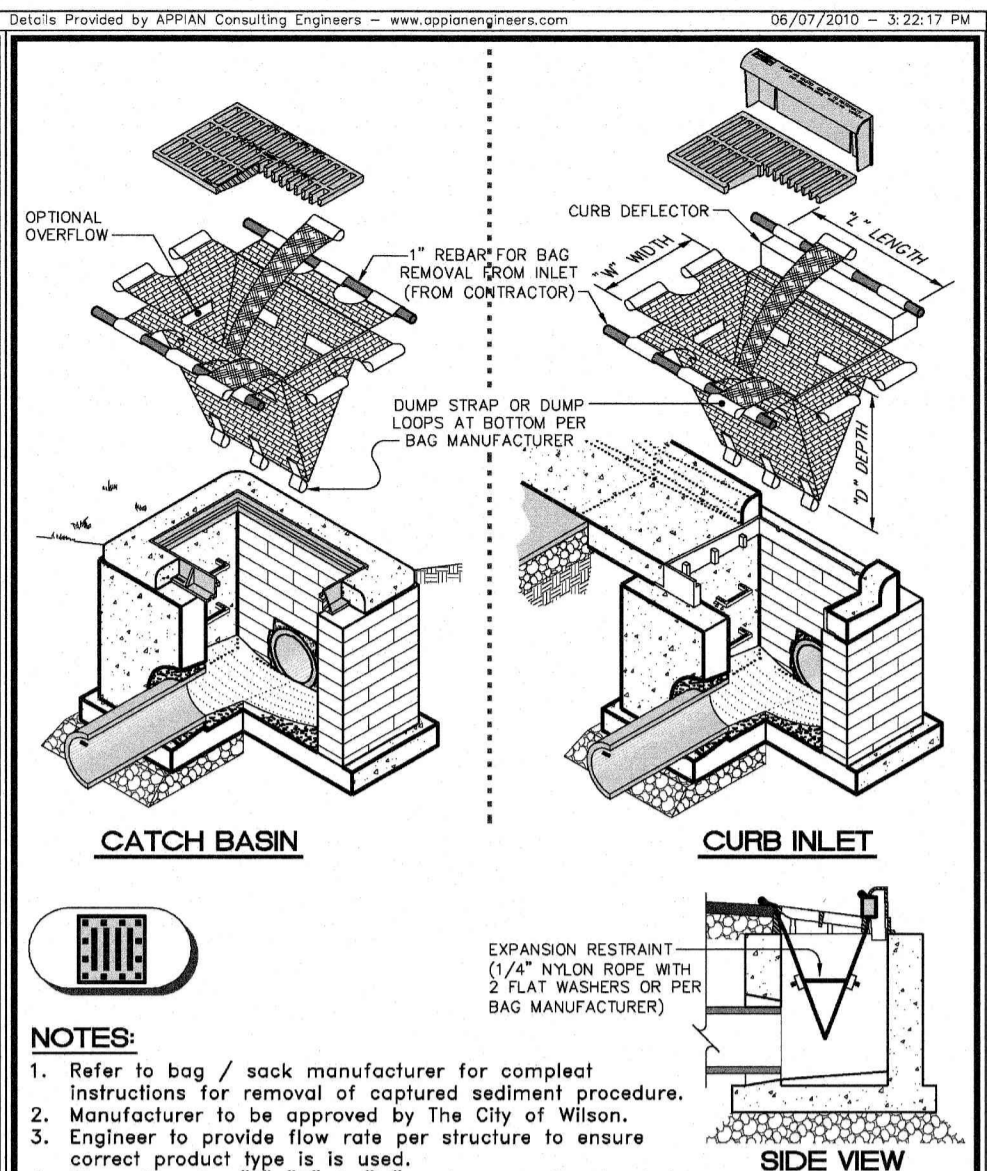 Details Provided by APPIAN Consulting Engineers – www.appianengineers.com
06/07/2010 – 3:22:17 PM
OPTIONAL
OVERFLOW
1" REBAR FOR BAG
REMOVAL FROM INLET
(FROM CONTRACTOR)
CURB DEFLECTOR
"L" LENGTH
"W" WIDTH
DUMP STRAP OR DUMP
LOOPS AT BOTTOM PER
BAG MANUFACTURER
"D" DEPTH
CATCH BASIN
CURB INLET
EXPANSION RESTRAINT
(1/4" NYLON ROPE WITH
2 FLAT WASHERS OR PER
BAG MANUFACTURER)
SIDE VIEW
NOTES:
1. Refer to bag / sack manufacturer for compleat
instructions for removal of captured sediment procedure.
2. Manufacturer to be approved by The City of Wilson.
3. Engineer to provide flow rate per structure to ensure
correct product type is is used.